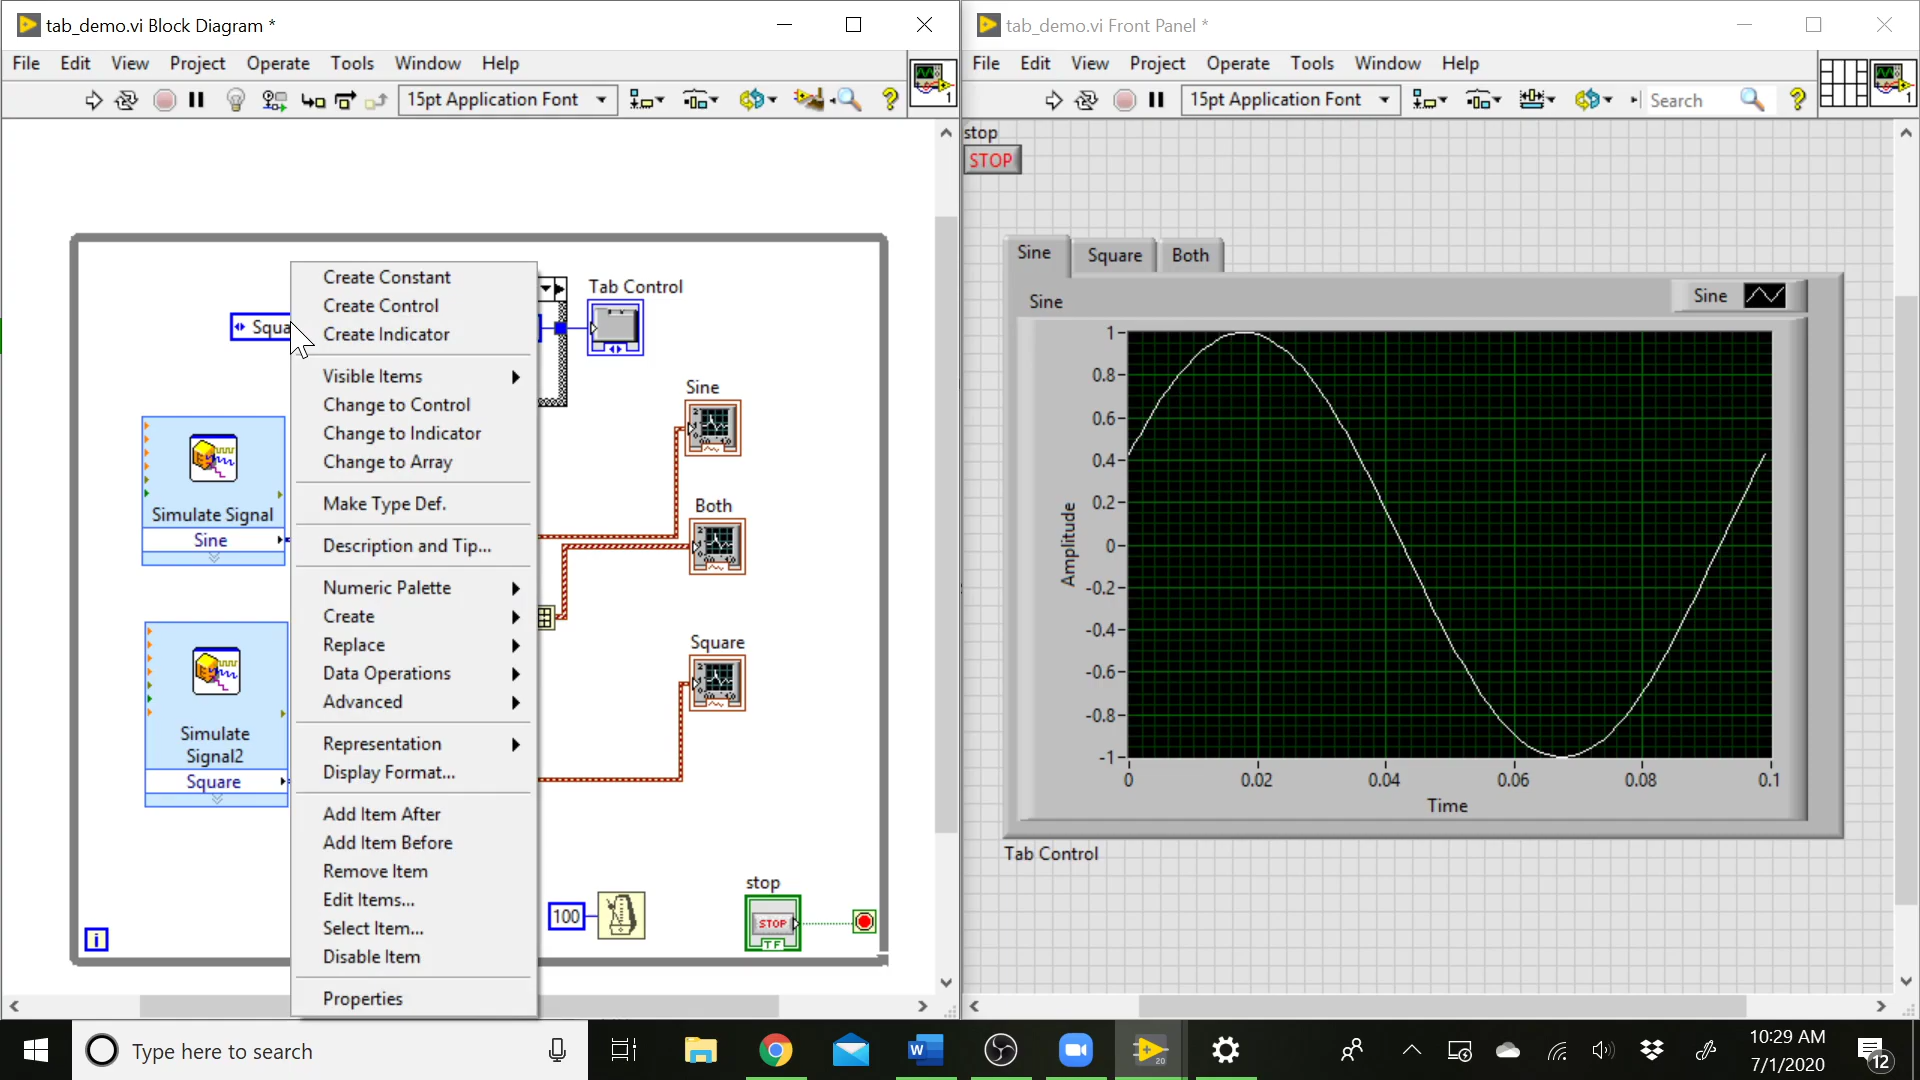 tab_demo.vi Block Diagram *
File Edit View Project Operate Tools Window Help
15pt Application Font
1
Squa
Create Constant
Create Control
Create Indicator
Visible Items
Change to Control
Change to Indicator
Change to Array
Make Type Def.
Description and Tip...
Numeric Palette
Create
Replace
Data Operations
Advanced
Representation
Display Format...
Add Item After
Add Item Before
Remove Item
Edit Items...
Select Item...
Disable Item
Properties
Tab Control
Sine
Both
Square
Simulate Signal
Sine
Simulate
Signal2
Square
i
100
stop
STOP
TF
tab_demo.vi Front Panel *
File Edit View Project Operate Tools Window Help
15pt Application Font
Search
1
stop
STOP
Sine Square Both
Sine
Sine
1
0.8
0.6
0.4
0.2
0
-0.2
-0.4
-0.6
-0.8
-1
Amplitude
0 0.02 0.04 0.06 0.08 0.1
Time
Tab Control
Type here to search
20
10:29 AM
7/1/2020
12